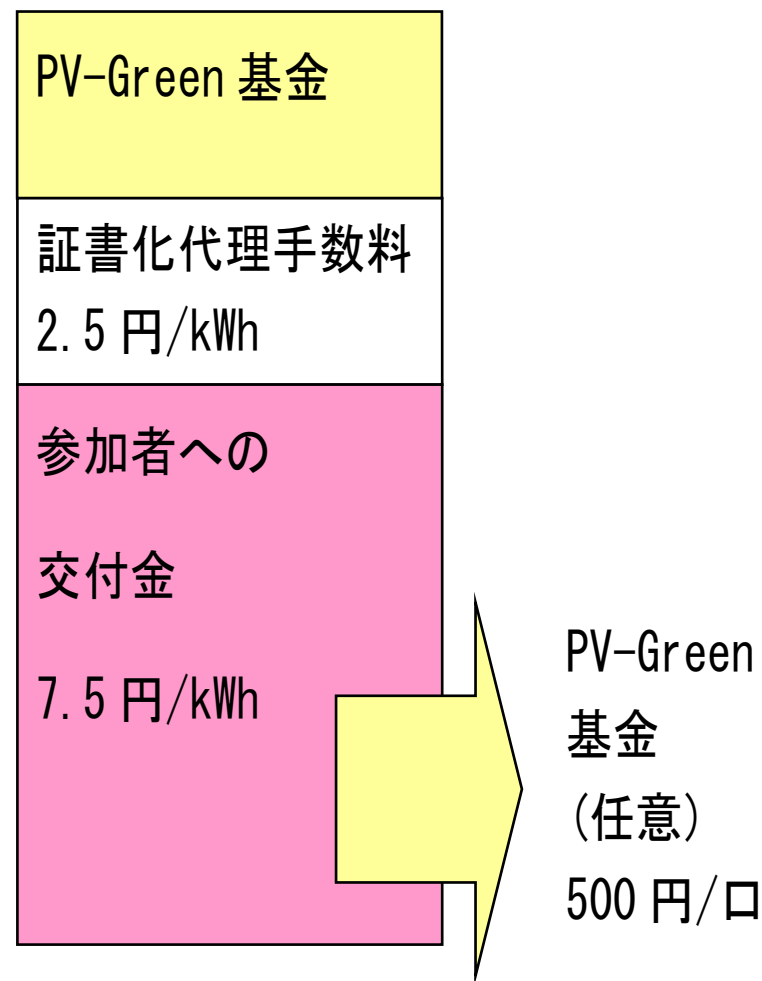 PV-Green 基金
証書化代理手数料
2.5 円/kWh
参加者への
交付金
7.5 円/kWh
PV-Green
基金
(任意)
500 円/口